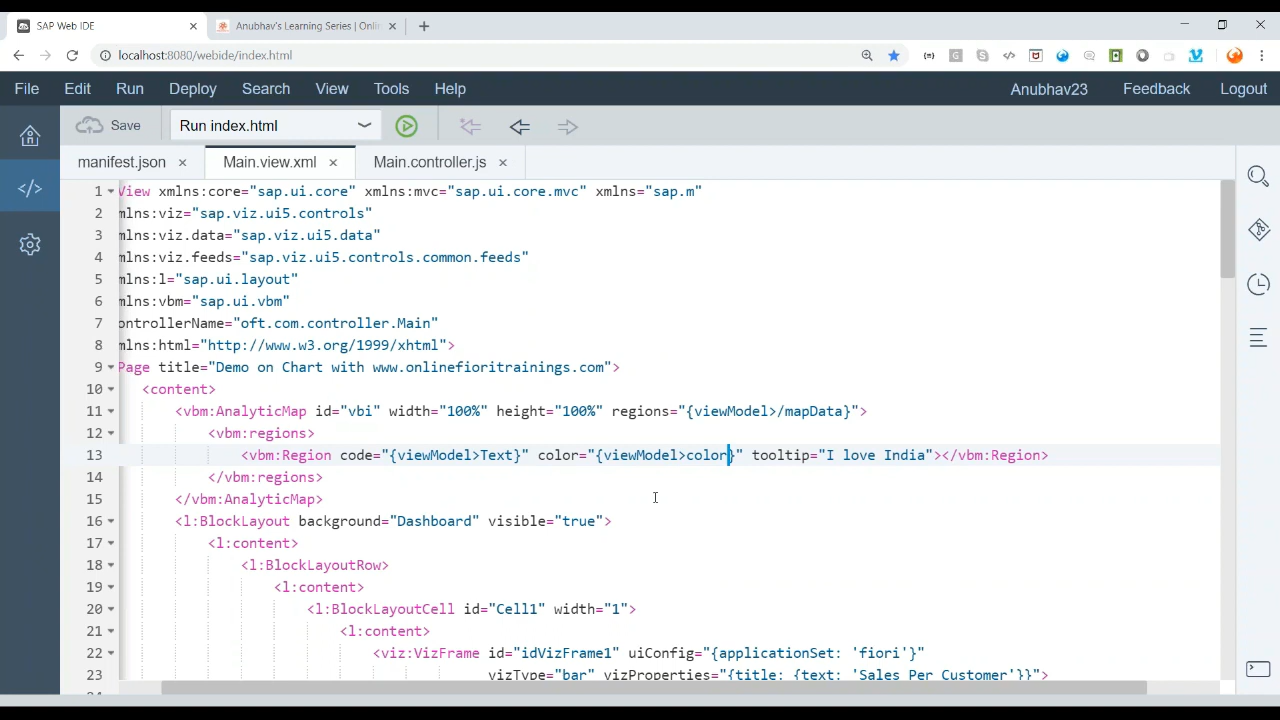 SAP Web IDE
Anubhav's Learning Series | Onli
localhost:8080/webide/index.html
File Edit Run Deploy Search View Tools Help Anubhav23 Feedback Logout
Save Run index.html
manifest.json × Main.view.xml × Main.controller.js ×
1 View xmlns:core="sap.ui.core" xmlns:mvc="sap.ui.core.mvc" xmlns="sap.m"
2 mlns:viz="sap.viz.ui5.controls"
3 mlns:viz.data="sap.viz.ui5.data"
4 mlns:viz.feeds="sap.viz.ui5.controls.common.feeds"
5 mlns:l="sap.ui.layout"
6 mlns:vbm="sap.ui.vbm"
7 ontrollerName="oft.com.controller.Main"
8 mlns:html="http://www.w3.org/1999/xhtml">
9 Page title="Demo on Chart with www.onlinefioritrainings.com">
10 <content>
11 <vbm:AnalyticMap id="vbi" width="100%" height="100%" regions="{viewModel>/mapData}">
12 <vbm:regions>
13 <vbm:Region code="{viewModel>Text}" color="{viewModel>color}" tooltip="I love India"></vbm:Region>
14 </vbm:regions>
15 </vbm:AnalyticMap>
16 <l:BlockLayout background="Dashboard" visible="true">
17 <l:content>
18 <l:BlockLayoutRow>
19 <l:content>
20 <l:BlockLayoutCell id="Cell1" width="1">
21 <l:content>
22 <viz:VizFrame id="idVizFrame1" uiConfig="{applicationSet: 'fiori'}"
23 vizType="bar" vizProperties="{title: {text: 'Sales Per Customer'}}">